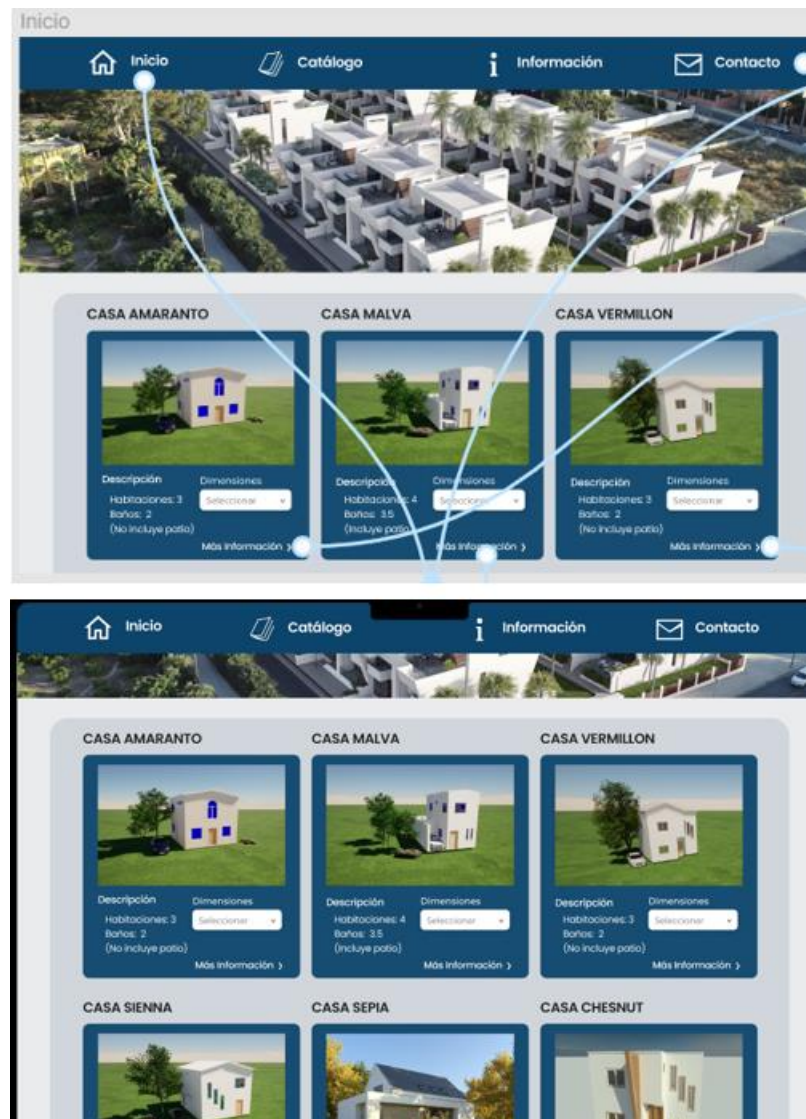 Inicio
Inicio Catálogo Información Contacto
CASA AMARANTO CASA MALVA CASA VERMILLON
Descripción Dimensiones Descripción Dimensiones Descripción Dimensiones
Habitaciones: 3 Seleccionar Habitaciones: 4 Seleccionar Habitaciones: 3 Seleccionar
Baños: 2 Baños: 3.5 Baños: 2
(No incluye patio) (Incluye patio) (No incluye patio)
Más Información Más Información Más Información
Inicio Catálogo Información Contacto
CASA AMARANTO CASA MALVA CASA VERMILLON
Descripción Dimensiones Descripción Dimensiones Descripción Dimensiones
Habitaciones: 3 Seleccionar Habitaciones: 4 Seleccionar Habitaciones: 3 Seleccionar
Baños: 2 Baños: 3.5 Baños: 2
(No incluye patio) (Incluye patio) (No incluye patio)
Más Información Más Información Más Información
CASA SIENNA CASA SEPIA CASA CHESNUT